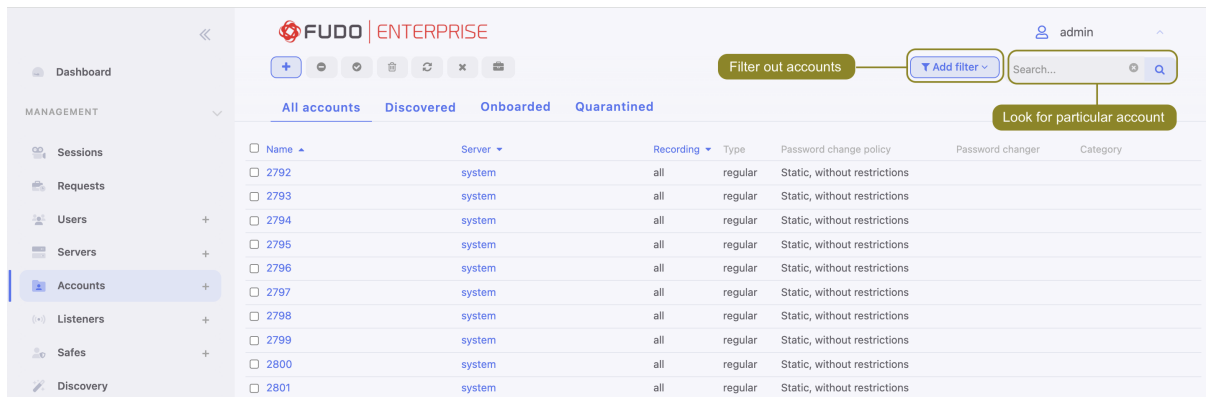 FUDO ENTERPRISE
admin
Dashboard
Filter out accounts
Add filter
Search...
MANAGEMENT
All accounts Discovered Onboarded Quarantined
Look for particular account
Sessions
Requests
Users
Servers
Accounts
Listeners
Safes
Discovery
Name Server Recording Type Password change policy Password changer Category
2792 system all regular Static, without restrictions
2793 system all regular Static, without restrictions
2794 system all regular Static, without restrictions
2795 system all regular Static, without restrictions
2796 system all regular Static, without restrictions
2797 system all regular Static, without restrictions
2798 system all regular Static, without restrictions
2799 system all regular Static, without restrictions
2800 system all regular Static, without restrictions
2801 system all regular Static, without restrictions